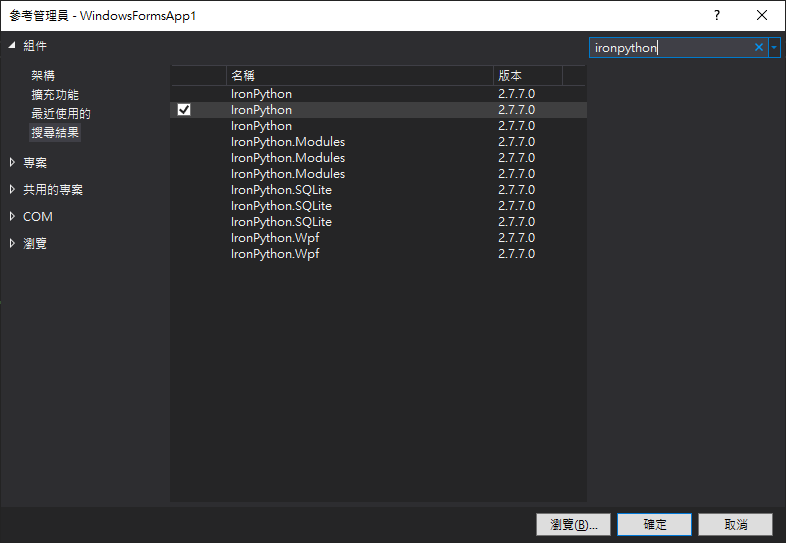 參考管理員 - WindowsFormsApp1
組件
ironpython
架構
擴充功能
最近使用的
搜尋結果
專案
共用的專案
COM
瀏覽
名稱 版本
IronPython 2.7.7.0
IronPython 2.7.7.0
IronPython 2.7.7.0
IronPython.Modules 2.7.7.0
IronPython.Modules 2.7.7.0
IronPython.Modules 2.7.7.0
IronPython.SQLite 2.7.7.0
IronPython.SQLite 2.7.7.0
IronPython.SQLite 2.7.7.0
IronPython.Wpf 2.7.7.0
IronPython.Wpf 2.7.7.0
瀏覽(B)... 確定 取消